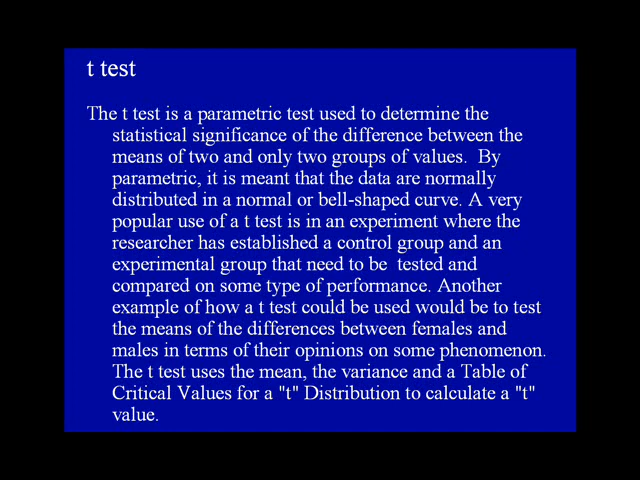 t test
The t test is a parametric test used to determine the
statistical significance of the difference between the
means of two and only two groups of values.  By
parametric, it is meant that the data are normally
distributed in a normal or bell-shaped curve. A very
popular use of a t test is in an experiment where the
researcher has established a control group and an
experimental group that need to be  tested and
compared on some type of performance. Another
example of how a t test could be used would be to test
the means of the differences between females and
males in terms of their opinions on some phenomenon.
The t test uses the mean, the variance and a Table of
Critical Values for a "t" Distribution to calculate a "t"
value.